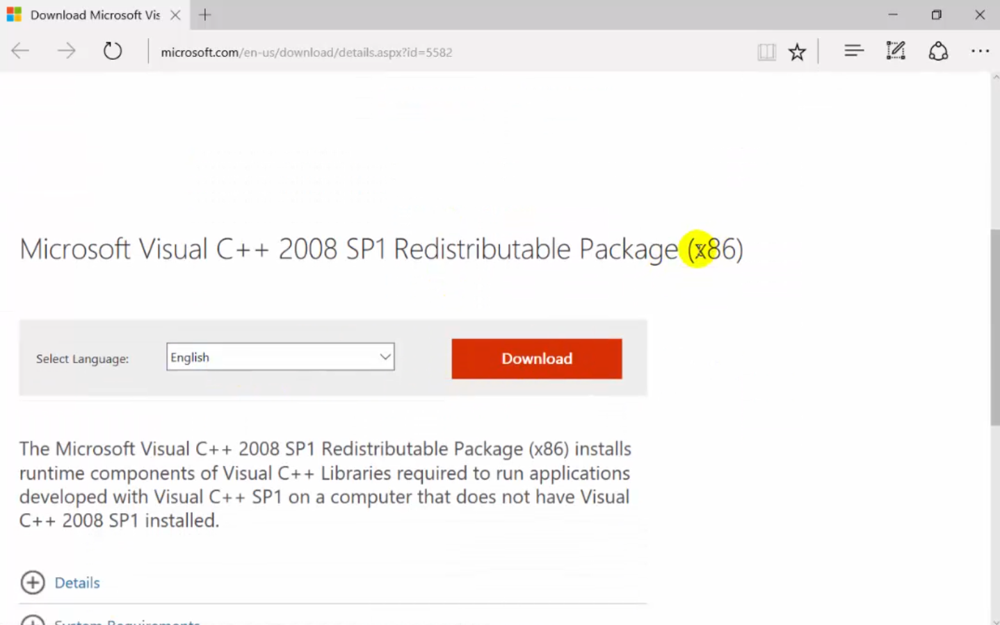 Download Microsoft Vis
microsoft.com/en-us/download/details.aspx?id=5582
Microsoft Visual C++ 2008 SP1 Redistributable Package (x86)
Select Language:
English
Download
The Microsoft Visual C++ 2008 SP1 Redistributable Package (x86) installs
runtime components of Visual C++ Libraries required to run applications
developed with Visual C++ SP1 on a computer that does not have Visual
C++ 2008 SP1 installed.
Details
System Requirements